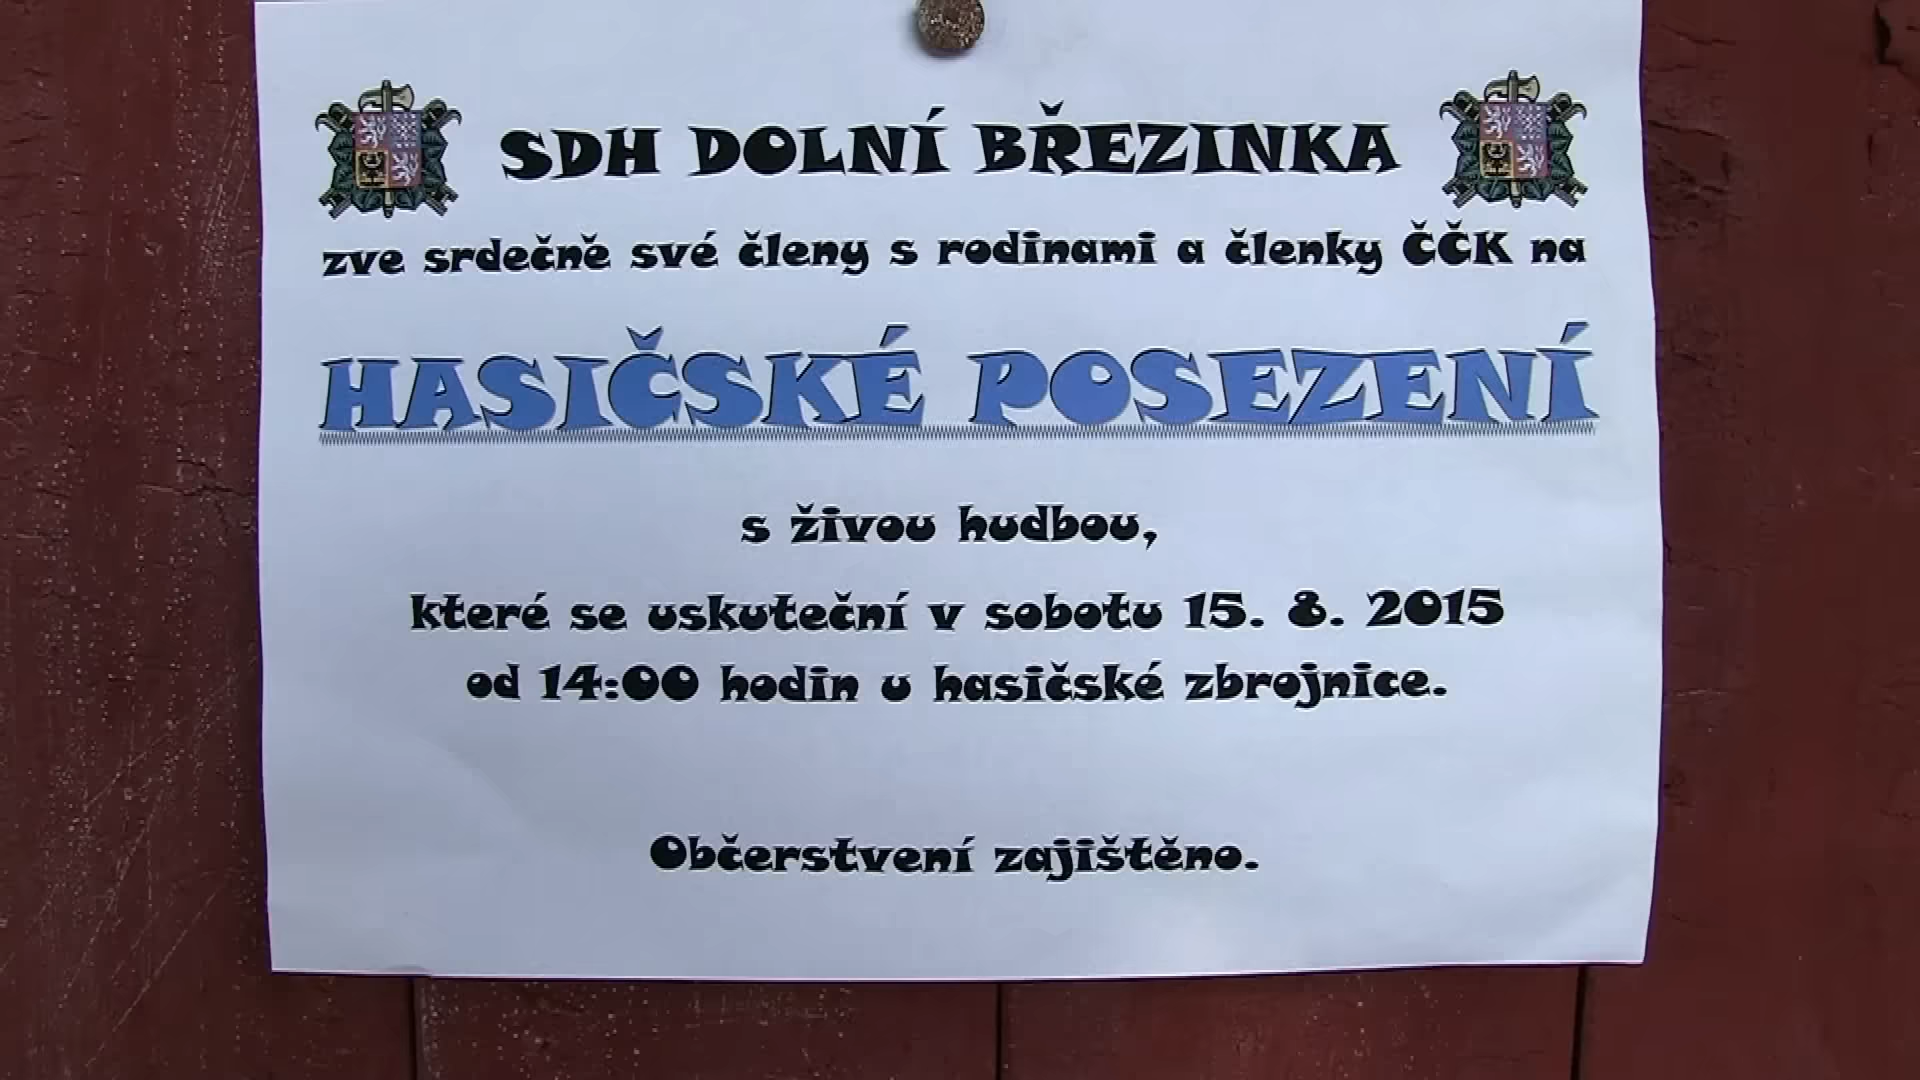 SDH DOLNÍ BŘEZINKA
zve srdečně své členy s rodinami a členky ČČK na
HASIČSKÉ POSEZENÍ
s živou hudbou,
které se uskuteční v sobotu 15. 8. 2015
od 14:00 hodin u hasičské zbrojnice.
Občerstvení zajištěno.